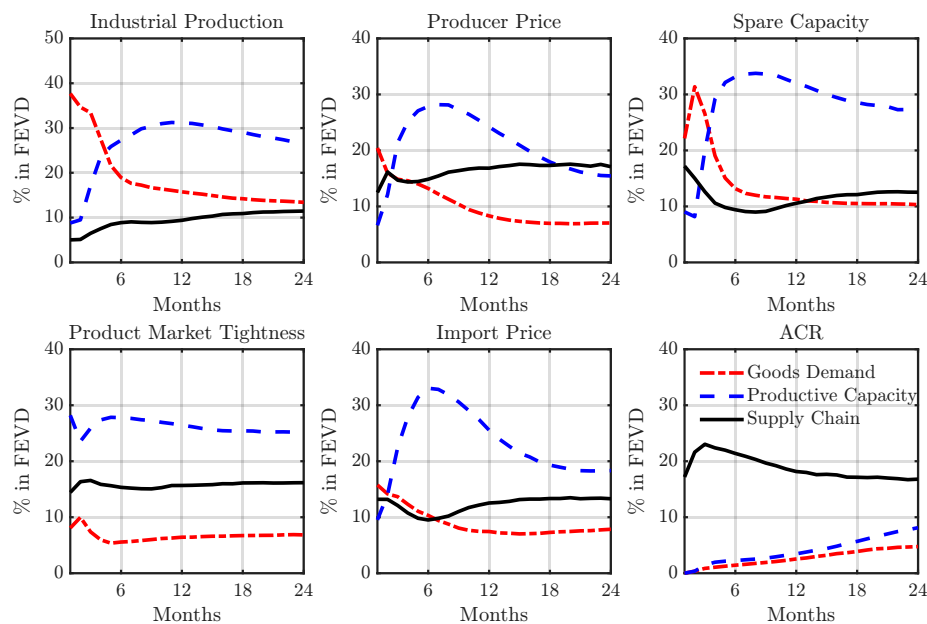 Industrial Production
% in FEVD
50
40
30
20
10
0
6 12 18 24
Months
Producer Price
% in FEVD
40
30
20
10
0
6 12 18 24
Months
Spare Capacity
% in FEVD
40
30
20
10
0
6 12 18 24
Months
Product Market Tightness
% in FEVD
40
30
20
10
0
6 12 18 24
Months
Import Price
% in FEVD
40
30
20
10
0
6 12 18 24
Months
ACR
% in FEVD
40
30
20
10
0
Goods Demand
Productive Capacity
Supply Chain
6 12 18 24
Months